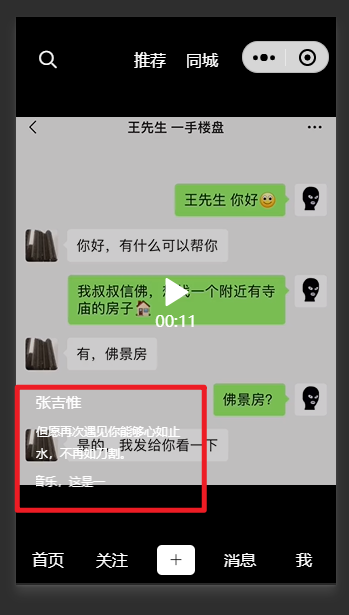 推荐 同城
王先生 一手楼盘
王先生 你好
你好，有什么可以帮你
我叔叔信佛，想找一个附近有寺
庙的房子
00:11
有，佛景房
佛景房？
张吉惟
但愿再次遇见你能够心如止
水，不再如刀割。
是的，我发给你看一下
音乐，这是一
首页 关注 + 消息 我